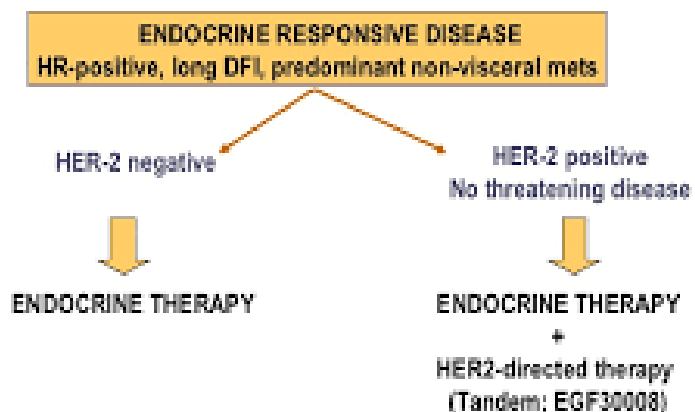 ENDOCRINE RESPONSIVE DISEASE
HR-positive, long DFI, predominant non-visceral mets
HER-2 negative
HER-2 positive
No threatening disease
ENDOCRINE THERAPY
ENDOCRINE THERAPY
+
HER2-directed therapy
(Tandem; EGF30008)